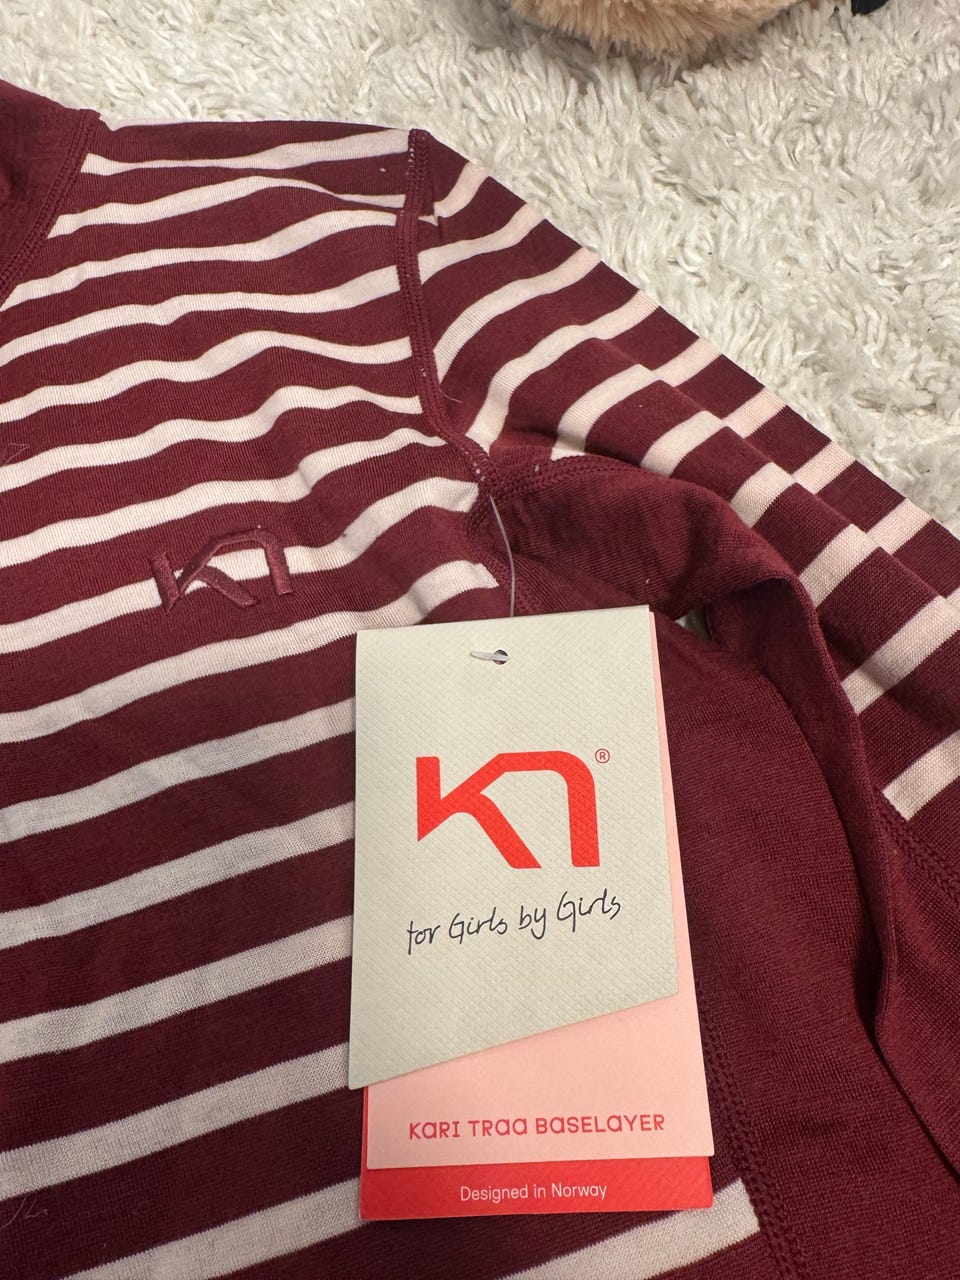 KT
®
for Girls by Girls
KARI TRAA BASELAYER
Designed in Norway